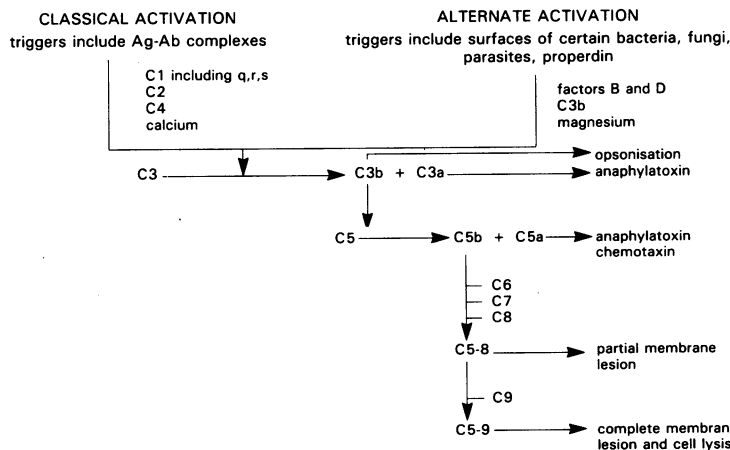 CLASSICAL ACTIVATION
triggers include Ag-Ab complexes
ALTERNATE ACTIVATION
triggers include surfaces of certain bacteria, fungi,
parasites, properdin
C1 including q,r,s
C2
C4
calcium
factors B and D
C3b
magnesium
opsonisation
C3 C3b + C3a anaphylatoxin
C5 C5b + C5a anaphylatoxin
chemotaxin
C6
C7
C8
C5-8 partial membrane
lesion
C9
C5-9 complete membran
lesion and cell lysis